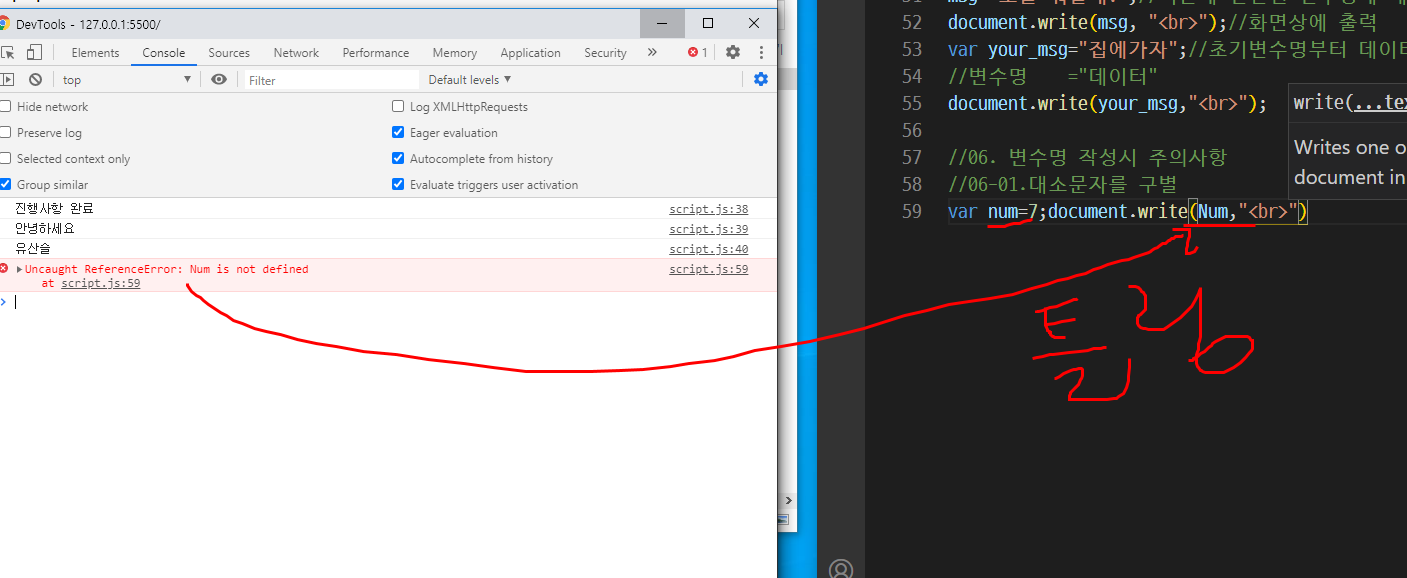 DevTools - 127.0.0.1:5500/
Elements Console Sources Network Performance Memory Application Security » 1
top Filter Default levels
Hide network Log XMLHttpRequests
Preserve log Eager evaluation
Selected context only Autocomplete from history
Group similar Evaluate triggers user activation
진행사항 완료 script.js:38
안녕하세요 script.js:39
유산슬 script.js:40
Uncaught ReferenceError: Num is not defined script.js:59
at script.js:59
>
52 document.write(msg, "<br>");//화면상에 출력
53 var your_msg="집에가자";//초기변수명부터
54 //변수명 ="데이터"
55 document.write(your_msg,"<br>");
56
57 //06. 변수명 작성시 주의사항
58 //06-01.대소문자를 구별
59 var num=7;document.write(Num,"<br>")
write(...
Writes one
document in
틀림